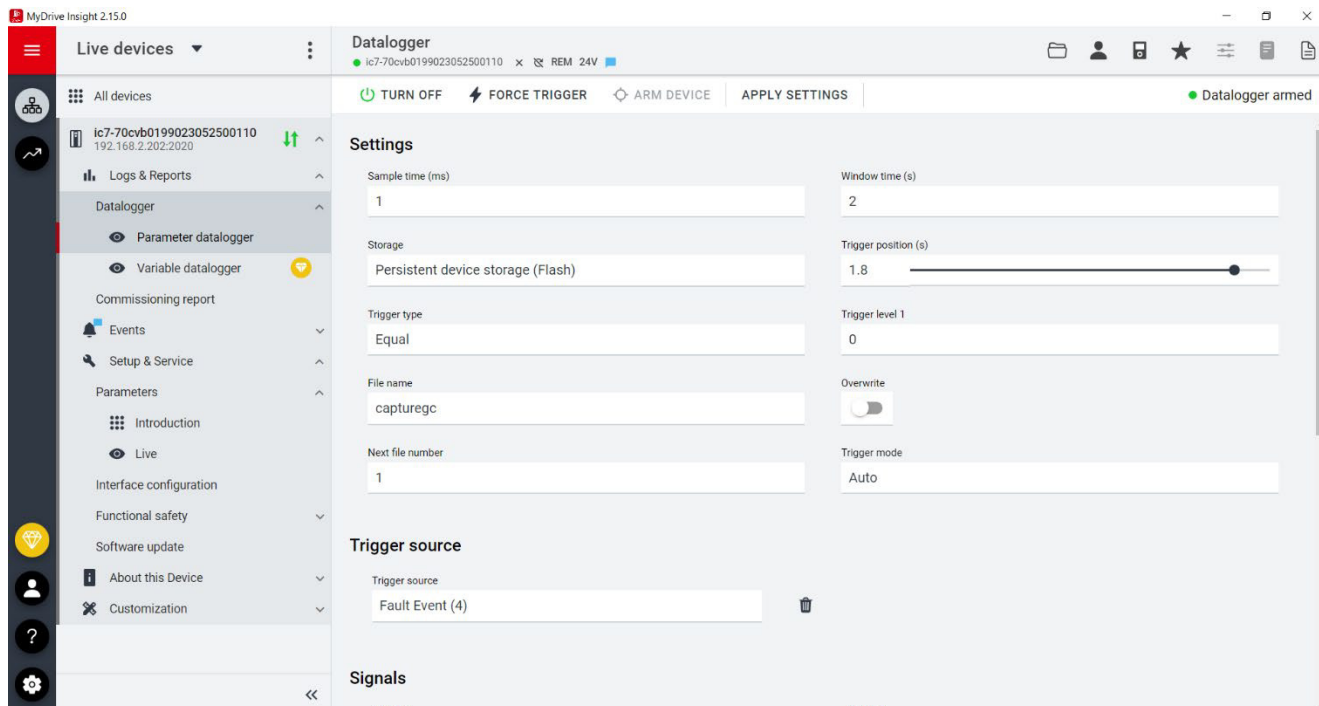 MyDrive Insight 2.15.0
Live devices
Datalogger
ic7-70cvb0199023052500110 REM 24V
All devices
TURN OFF FORCE TRIGGER ARM DEVICE APPLY SETTINGS
Datalogger armed
ic7-70cvb0199023052500110
192.168.2.202:2020
Logs & Reports
Datalogger
Parameter datalogger
Variable datalogger
Commissioning report
Events
Setup & Service
Parameters
Introduction
Live
Interface configuration
Functional safety
Software update
About this Device
Customization
?
Settings
Sample time (ms)
1
Window time (s)
2
Storage
Persistent device storage (Flash)
Trigger position (s)
1.8
Trigger type
Equal
Trigger level 1
0
File name
capturegc
Overwrite
Next file number
1
Trigger mode
Auto
Trigger source
Trigger source
Fault Event (4)
Signals